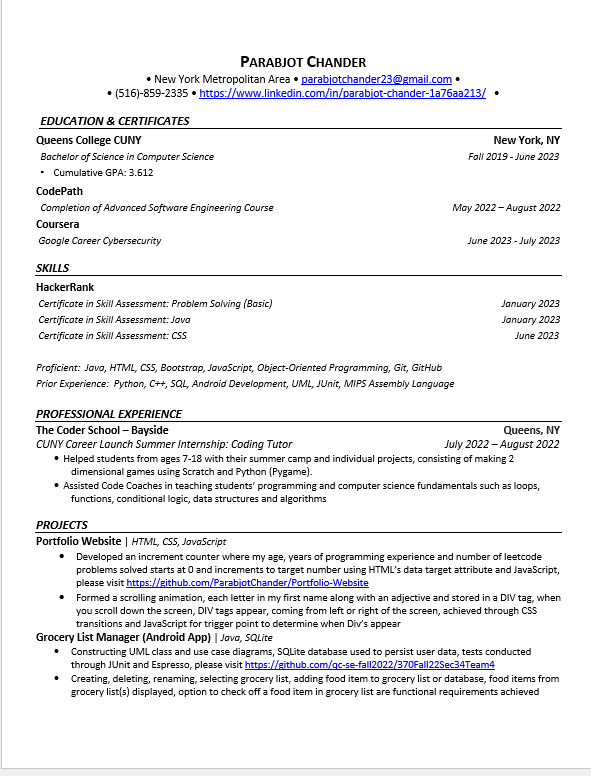 PARABJOT CHANDER
• New York Metropolitan Area • parabjotchander23@gmail.com •
• (516)-859-2335 • https://www.linkedin.com/in/parabjot-chander-1a76aa213/ •
EDUCATION & CERTIFICATES
Queens College CUNY New York, NY
Bachelor of Science in Computer Science Fall 2019 - June 2023
• Cumulative GPA: 3.612
CodePath
Completion of Advanced Software Engineering Course May 2022 – August 2022
Coursera
Google Career Cybersecurity June 2023 - July 2023
SKILLS
HackerRank
Certificate in Skill Assessment: Problem Solving (Basic) January 2023
Certificate in Skill Assessment: Java January 2023
Certificate in Skill Assessment: CSS June 2023
Proficient: Java, HTML, CSS, Bootstrap, JavaScript, Object-Oriented Programming, Git, GitHub
Prior Experience: Python, C++, SQL, Android Development, UML, JUnit, MIPS Assembly Language
PROFESSIONAL EXPERIENCE
The Coder School – Bayside Queens, NY
CUNY Career Launch Summer Internship: Coding Tutor July 2022 – August 2022
• Helped students from ages 7-18 with their summer camp and individual projects, consisting of making 2
dimensional games using Scratch and Python (Pygame).
• Assisted Code Coaches in teaching students' programming and computer science fundamentals such as loops,
functions, conditional logic, data structures and algorithms
PROJECTS
Portfolio Website | HTML, CSS, JavaScript
• Developed an increment counter where my age, years of programming experience and number of leetcode
problems solved starts at 0 and increments to target number using HTML's data target attribute and JavaScript,
please visit https://github.com/ParabjotChander/Portfolio-Website
• Formed a scrolling animation, each letter in my first name along with an adjective and stored in a DIV tag, when
you scroll down the screen, DIV tags appear, coming from left or right of the screen, achieved through CSS
transitions and JavaScript for trigger point to determine when Div's appear
Grocery List Manager (Android App) | Java, SQLite
• Constructing UML class and use case diagrams, SQLite database used to persist user data, tests conducted
through JUnit and Espresso, please visit https://github.com/qc-se-fall2022/370Fall22Sec34Team4
• Creating, deleting, renaming, selecting grocery list, adding food item to grocery list or database, food items from
grocery list(s) displayed, option to check off a food item in grocery list are functional requirements achieved